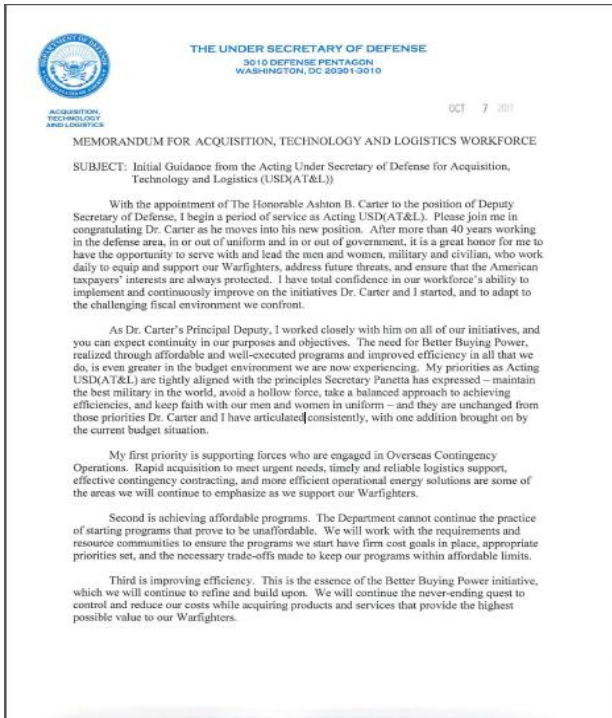 THE UNDER SECRETARY OF DEFENSE
3010 DEFENSE PENTAGON
WASHINGTON, DC 20301-3010
ACQUISITION,
TECHNOLOGY
AND LOGISTICS
OCT 7 2011
MEMORANDUM FOR ACQUISITION, TECHNOLOGY AND LOGISTICS WORKFORCE
SUBJECT: Initial Guidance from the Acting Under Secretary of Defense for Acquisition,
Technology and Logistics (USD(AT&L))
With the appointment of The Honorable Ashton B. Carter to the position of Deputy
Secretary of Defense, I begin a period of service as Acting USD(AT&L). Please join me in
congratulating Dr. Carter as he moves into his new position. After more than 40 years working
in the defense area, in or out of uniform and in or out of government, it is a great honor for me to
have the opportunity to serve with and lead the men and women, military and civilian, who work
daily to equip and support our Warfighters, address future threats, and ensure that the American
taxpayers' interests are always protected. I have total confidence in our workforce's ability to
implement and continuously improve on the initiatives Dr. Carter and I started, and to adapt to
the challenging fiscal environment we confront.
As Dr. Carter's Principal Deputy, I worked closely with him on all of our initiatives, and
you can expect continuity in our purposes and objectives. The need for Better Buying Power,
realized through affordable and well-executed programs and improved efficiency in all that we
do, is even greater in the budget environment we are now experiencing. My priorities as Acting
USD(AT&L) are tightly aligned with the principles Secretary Panetta has expressed – maintain
the best military in the world, avoid a hollow force, take a balanced approach to achieving
efficiencies, and keep faith with our men and women in uniform – and they are unchanged from
those priorities Dr. Carter and I have articulated consistently, with one addition brought on by
the current budget situation.
My first priority is supporting forces who are engaged in Overseas Contingency
Operations. Rapid acquisition to meet urgent needs, timely and reliable logistics support,
effective contingency contracting, and more efficient operational energy solutions are some of
the areas we will continue to emphasize as we support our Warfighters.
Second is achieving affordable programs. The Department cannot continue the practice
of starting programs that prove to be unaffordable. We will work with the requirements and
resource communities to ensure the programs we start have firm cost goals in place, appropriate
priorities set, and the necessary trade-offs made to keep our programs within affordable limits.
Third is improving efficiency. This is the essence of the Better Buying Power initiative,
which we will continue to refine and build upon. We will continue the never-ending quest to
control and reduce our costs while acquiring products and services that provide the highest
possible value to our Warfighters.